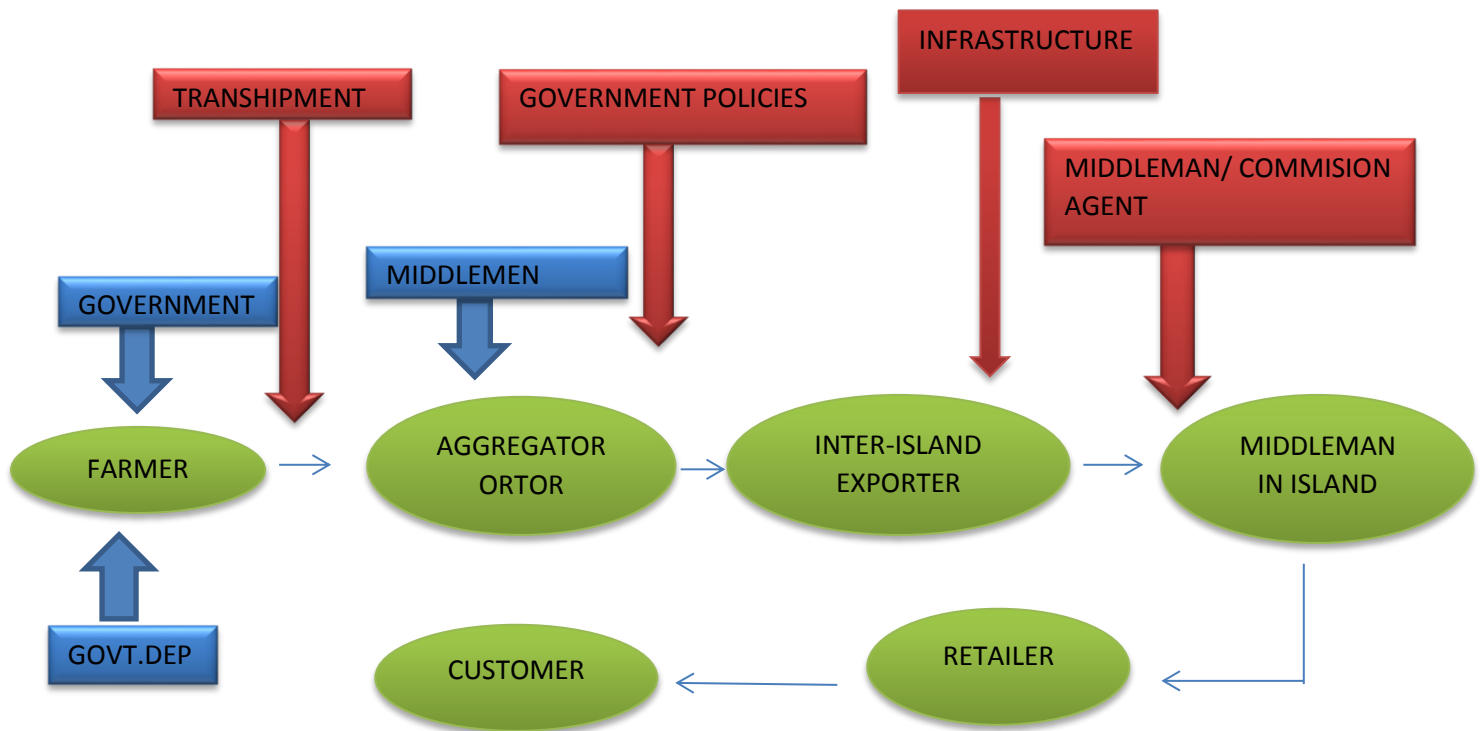 INFRASTRUCTURE
TRANSHIPMENT
GOVERNMENT POLICIES
MIDDLEMAN/ COMMISION
AGENT
MIDDLEMEN
GOVERNMENT
FARMER
AGGREGATOR
ORTOR
INTER-ISLAND
EXPORTER
MIDDLEMAN
IN ISLAND
GOVT.DEP
CUSTOMER
RETAILER